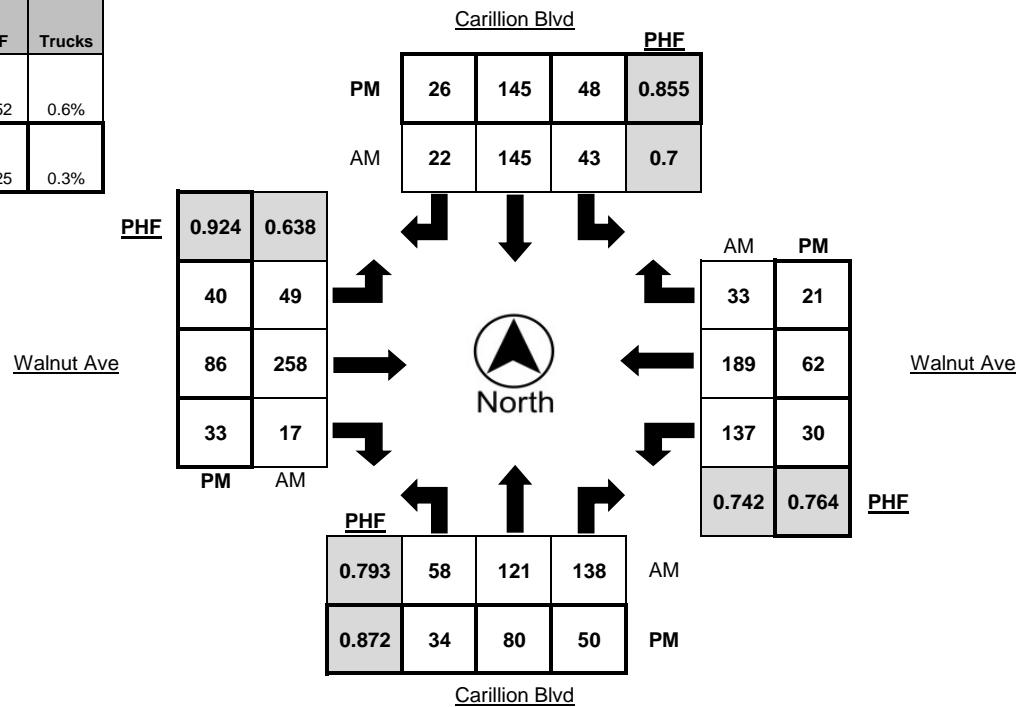 Carillion Blvd
Trucks
PHF
PM 26 145 48 0.855
0.6%
AM 22 145 43 0.7
0.3%
PHF 0.924 0.638
AM PM
40 49
33 21
Walnut Ave 86 258
189 62 Walnut Ave
North
33 17
137 30
PM AM
0.742 0.764 PHF
PHF
0.793 58 121 138 AM
0.872 34 80 50 PM
Carillion Blvd